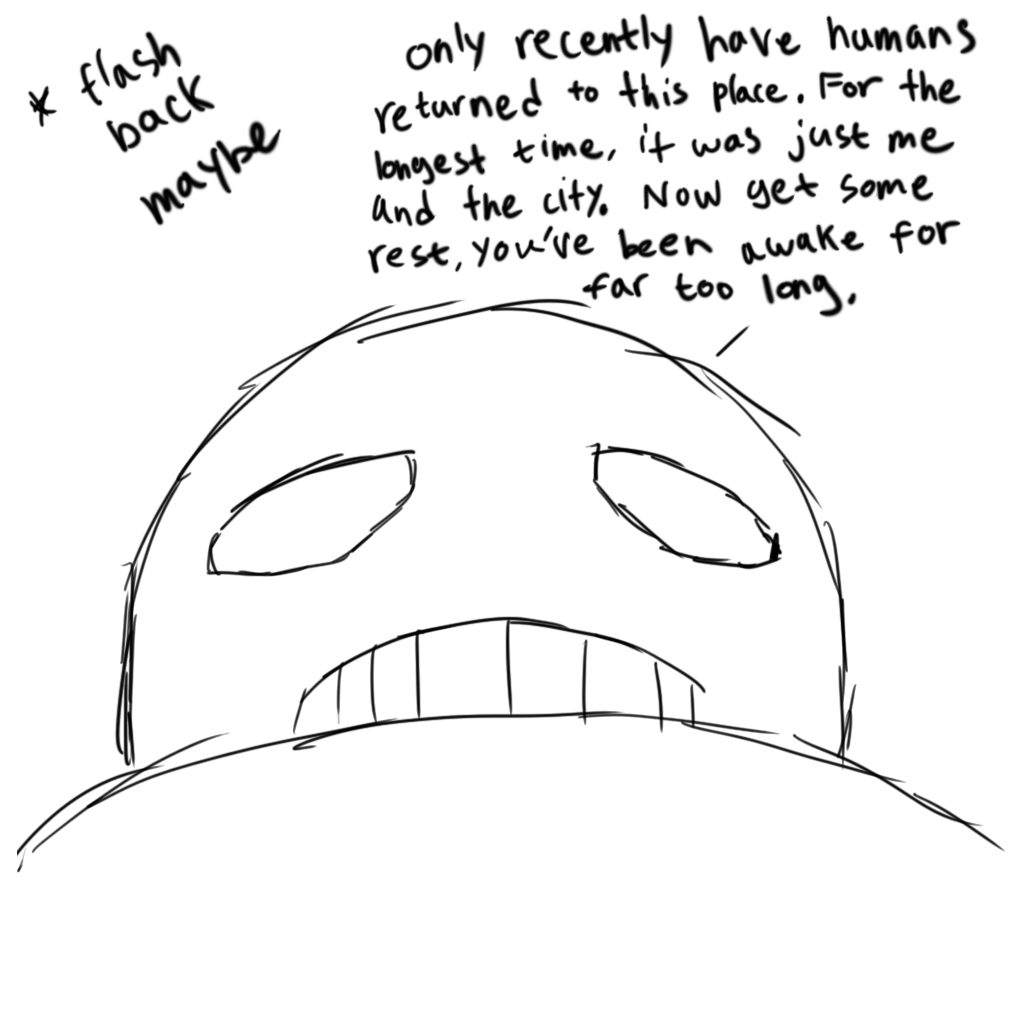 * flash
back
maybe
only recently have humans
returned to this place. For the
longest time, it was just me
and the city. Now get some
rest, you've been awake for
far too long.